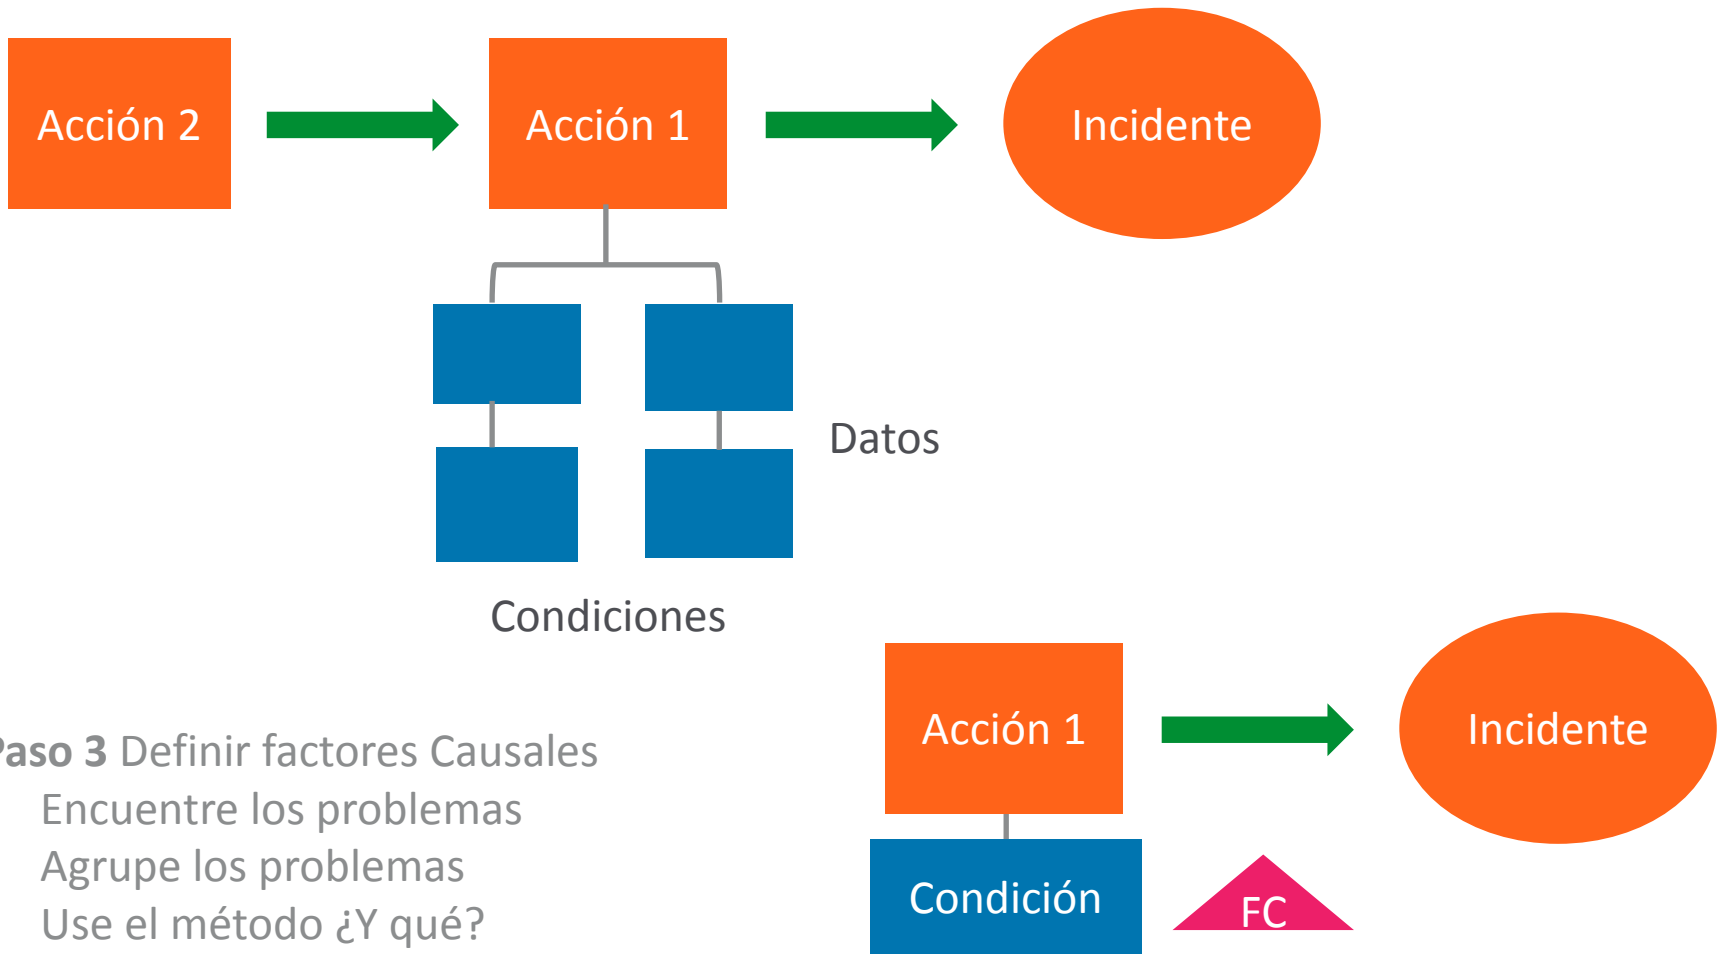 Acción 2
Acción 1
Incidente
Datos
Condiciones
Paso 3 Definir factores Causales
Encuentre los problemas
Agrupe los problemas
Use el método ¿Y qué?
Acción 1
Incidente
Condición
FC